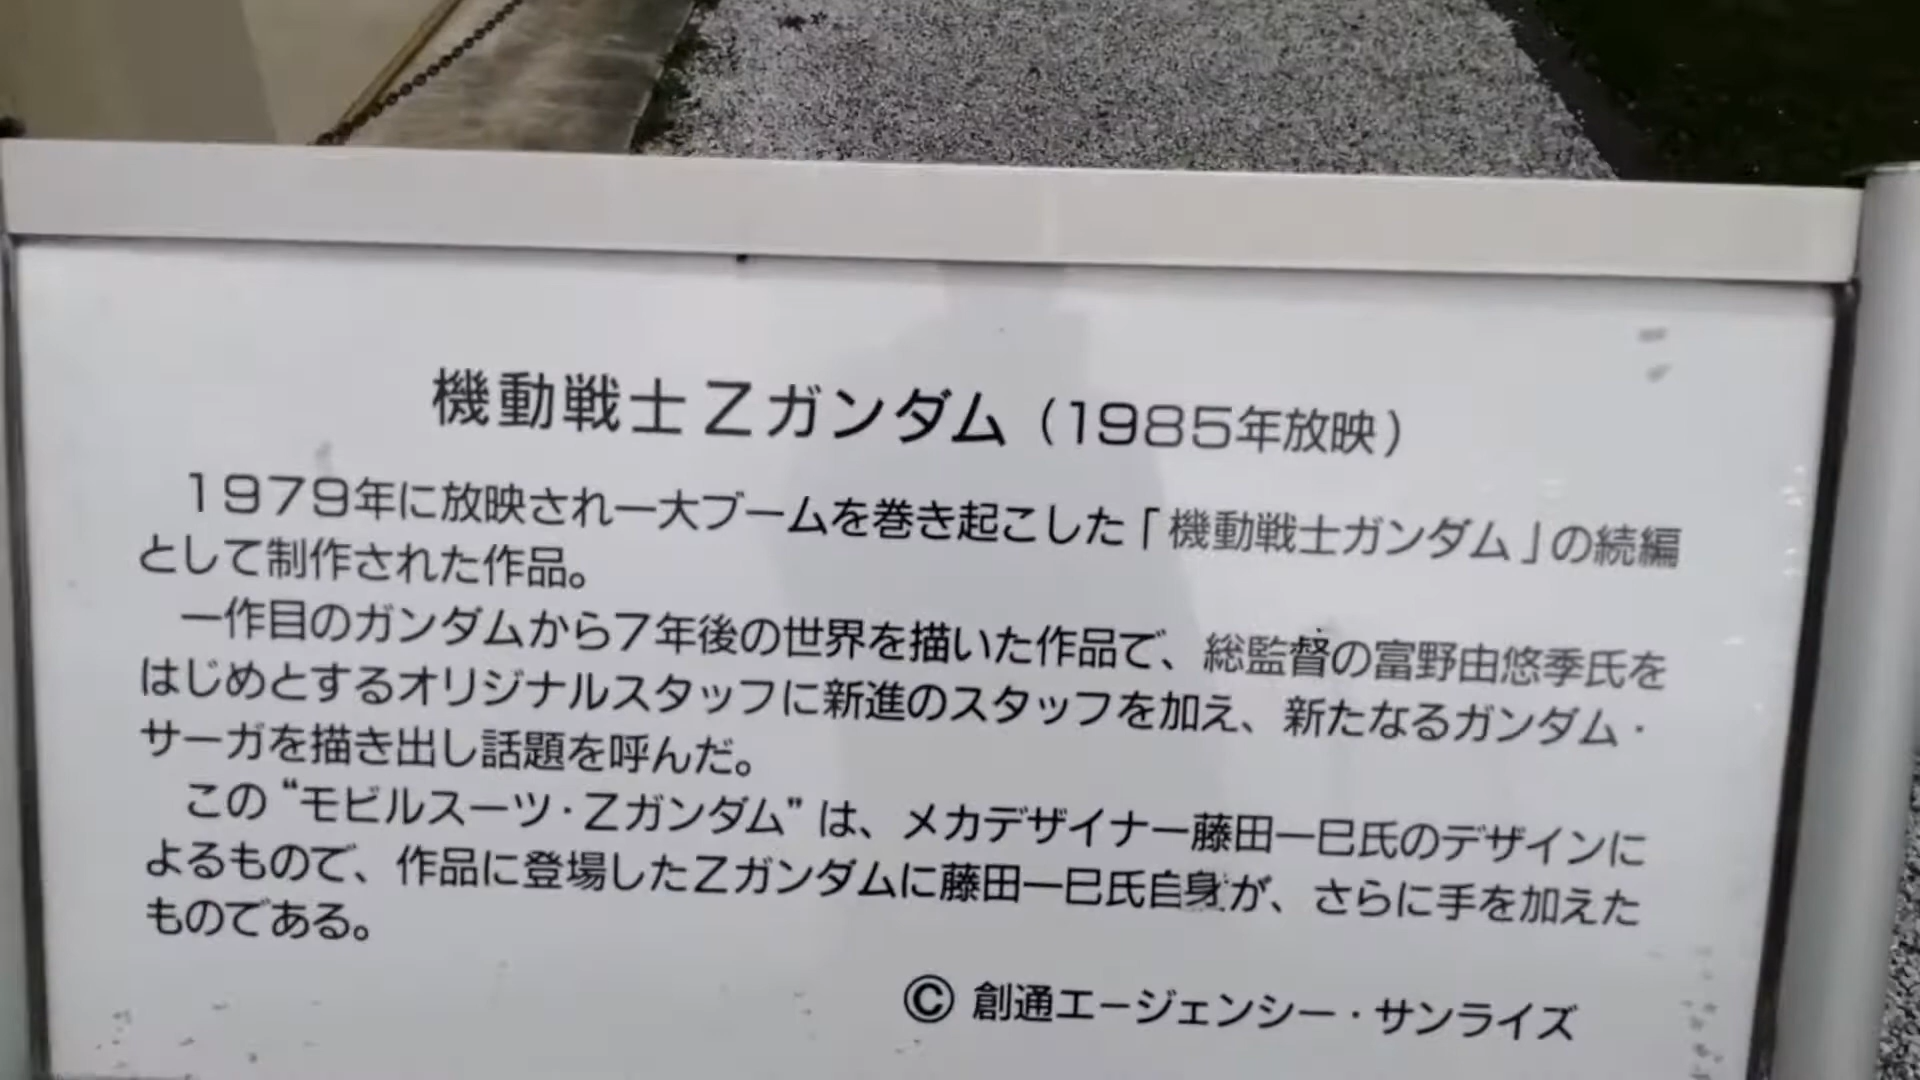 機動戦士Zガンダム（1985年放映）
1979年に放映され一大ブームを巻き起こした「機動戦士ガンダム」の続編
として制作された作品。
一作目のガンダムから7年後の世界を描いた作品で、総監督の富野由悠季氏を
はじめとするオリジナルスタッフに新進のスタッフを加え、新たなるガンダム・
サーガを描き出し話題を呼んだ。
この“モビルスーツ・Zガンダム”は、メカデザイナー藤田一巳氏のデザインに
よるもので、作品に登場したZガンダムに藤田一巳氏自身が、さらに手を加えた
ものである。
© 創通エージェンシー・サンライズ